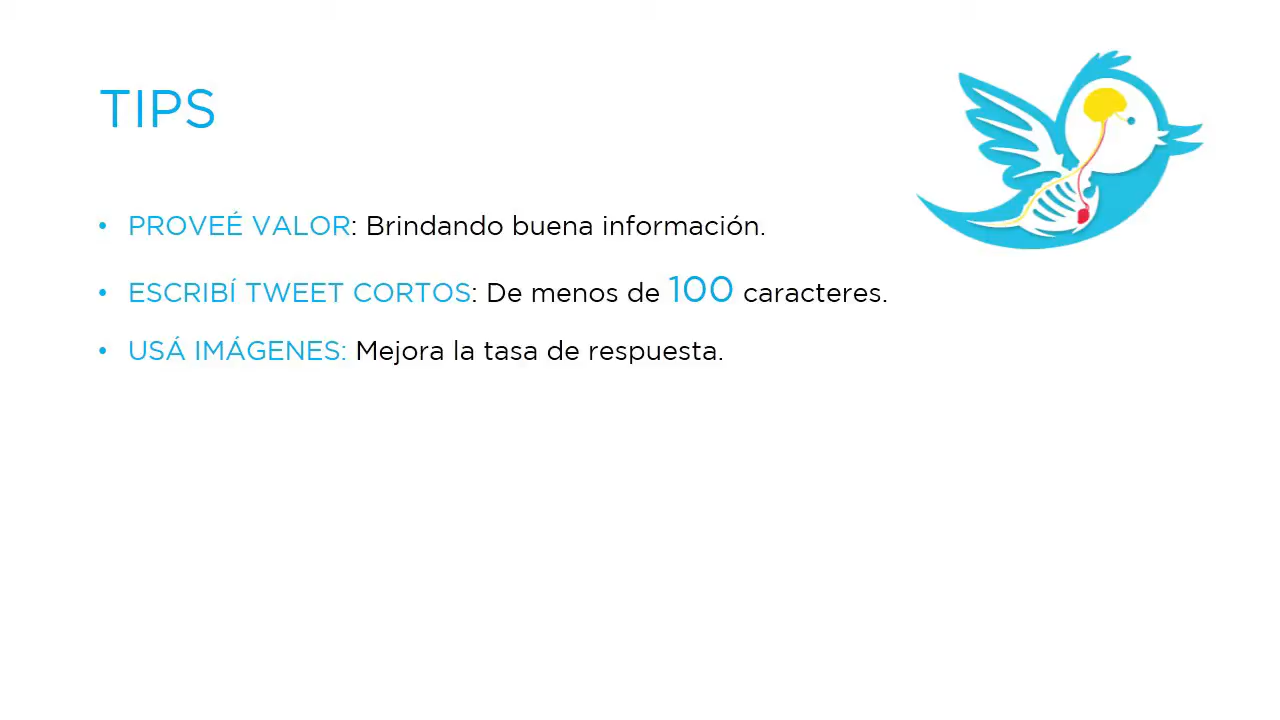 TIPS
• PROVEÉ VALOR: Brindando buena información.
• ESCRIBÍ TWEET CORTOS: De menos de 100 caracteres.
• USÁ IMÁGENES: Mejora la tasa de respuesta.